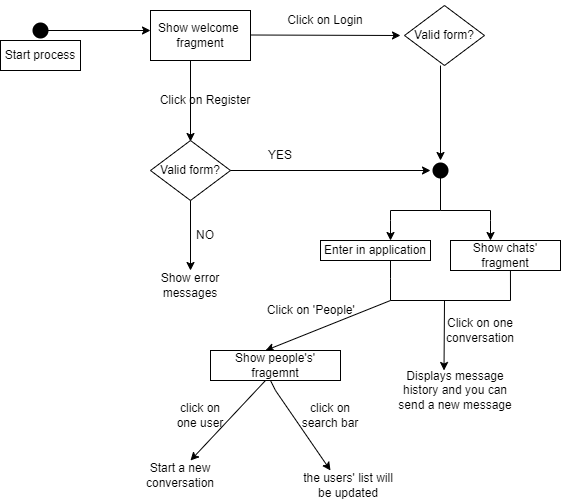 Start process
Show welcome
fragment
Click on Login
Valid form?
Click on Register
Valid form?
YES
NO
Show error
messages
Enter in application
Show chats'
fragment
Click on 'People'
Click on one
conversation
Show people's'
fragemnt
Displays message
history and you can
send a new message
click on
one user
click on
search bar
Start a new
conversation
the users' list will
be updated